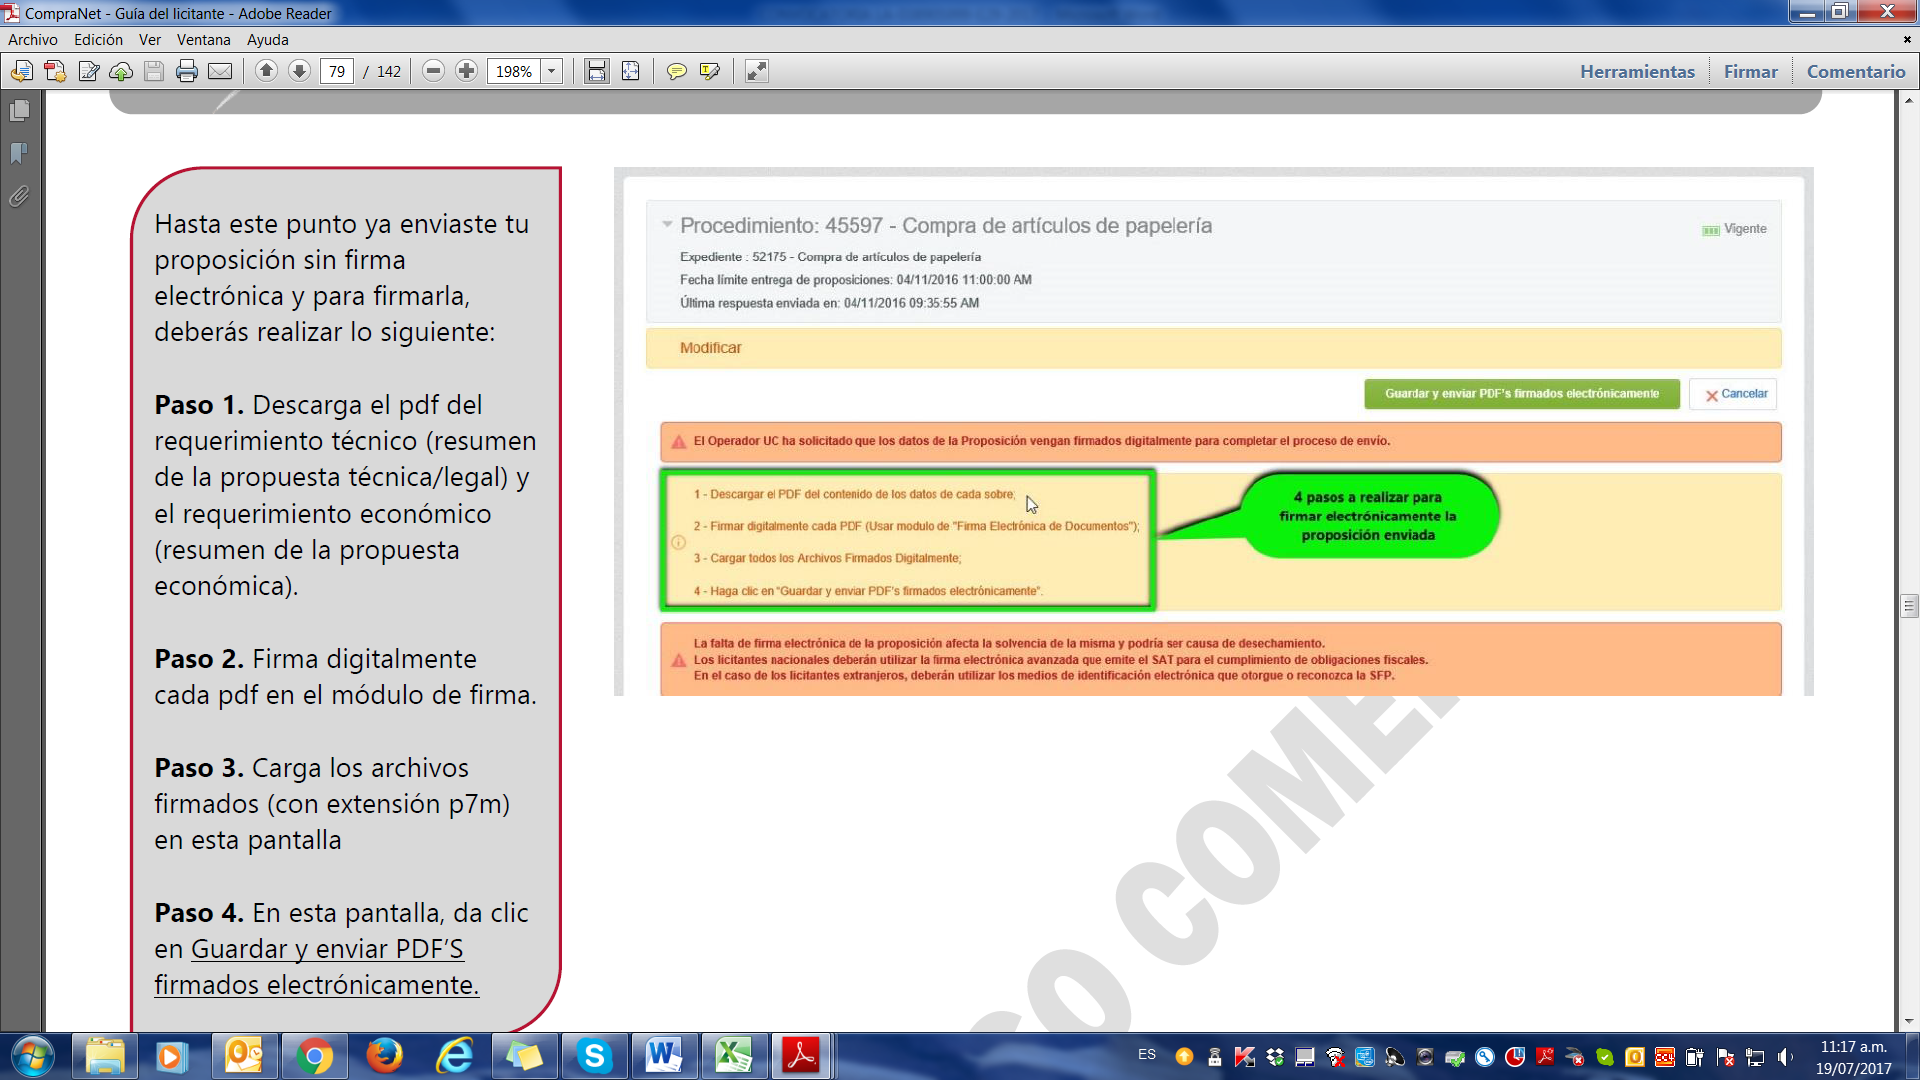 CompraNet - Guía del licitante - Adobe Reader
Archivo Edición Ver Ventana Ayuda
79 / 142 198% Herramientas Firmar Comentario
Hasta este punto ya enviaste tu
proposición sin firma
electrónica y para firmarla,
deberás realizar lo siguiente:
Paso 1. Descarga el pdf del
requerimiento técnico (resumen
de la propuesta técnica/legal) y
el requerimiento económico
(resumen de la propuesta
económica).
Paso 2. Firma digitalmente
cada pdf en el módulo de firma.
Paso 3. Carga los archivos
firmados (con extensión p7m)
en esta pantalla
Paso 4. En esta pantalla, da clic
en Guardar y enviar PDF'S
firmados electrónicamente.
Procedimiento: 45597 - Compra de artículos de papelería
Vigente
Expediente : 52175 - Compra de artículos de papelería
Fecha límite entrega de proposiciones: 04/11/2016 11:00:00 AM
Última respuesta enviada en: 04/11/2016 09:35:55 AM
Modificar
Guardar y enviar PDF's firmados electrónicamente
Cancelar
El Operador UC ha solicitado que los datos de la Proposición vengan firmados digitalmente para completar el proceso de envío.
1 - Descargar el PDF del contenido de los datos de cada sobre;
2 - Firmar digitalmente cada PDF (Usar modulo de "Firma Electrónica de Documentos");
3 - Cargar todos los Archivos Firmados Digitalmente;
4 - Haga clic en "Guardar y enviar PDF's firmados electrónicamente".
4 pasos a realizar para
firmar electrónicamente la
proposición enviada
La falta de firma electrónica de la proposición afecta la solvencia de la misma y podría ser causa de desechamiento.
Los licitantes nacionales deberán utilizar la firma electrónica avanzada que emite el SAT para el cumplimiento de obligaciones fiscales.
En el caso de los licitantes extranjeros, deberán utilizar los medios de identificación electrónica que otorgue o reconozca la SFP.
SO COME
ES
11:17 a.m.
19/07/2017